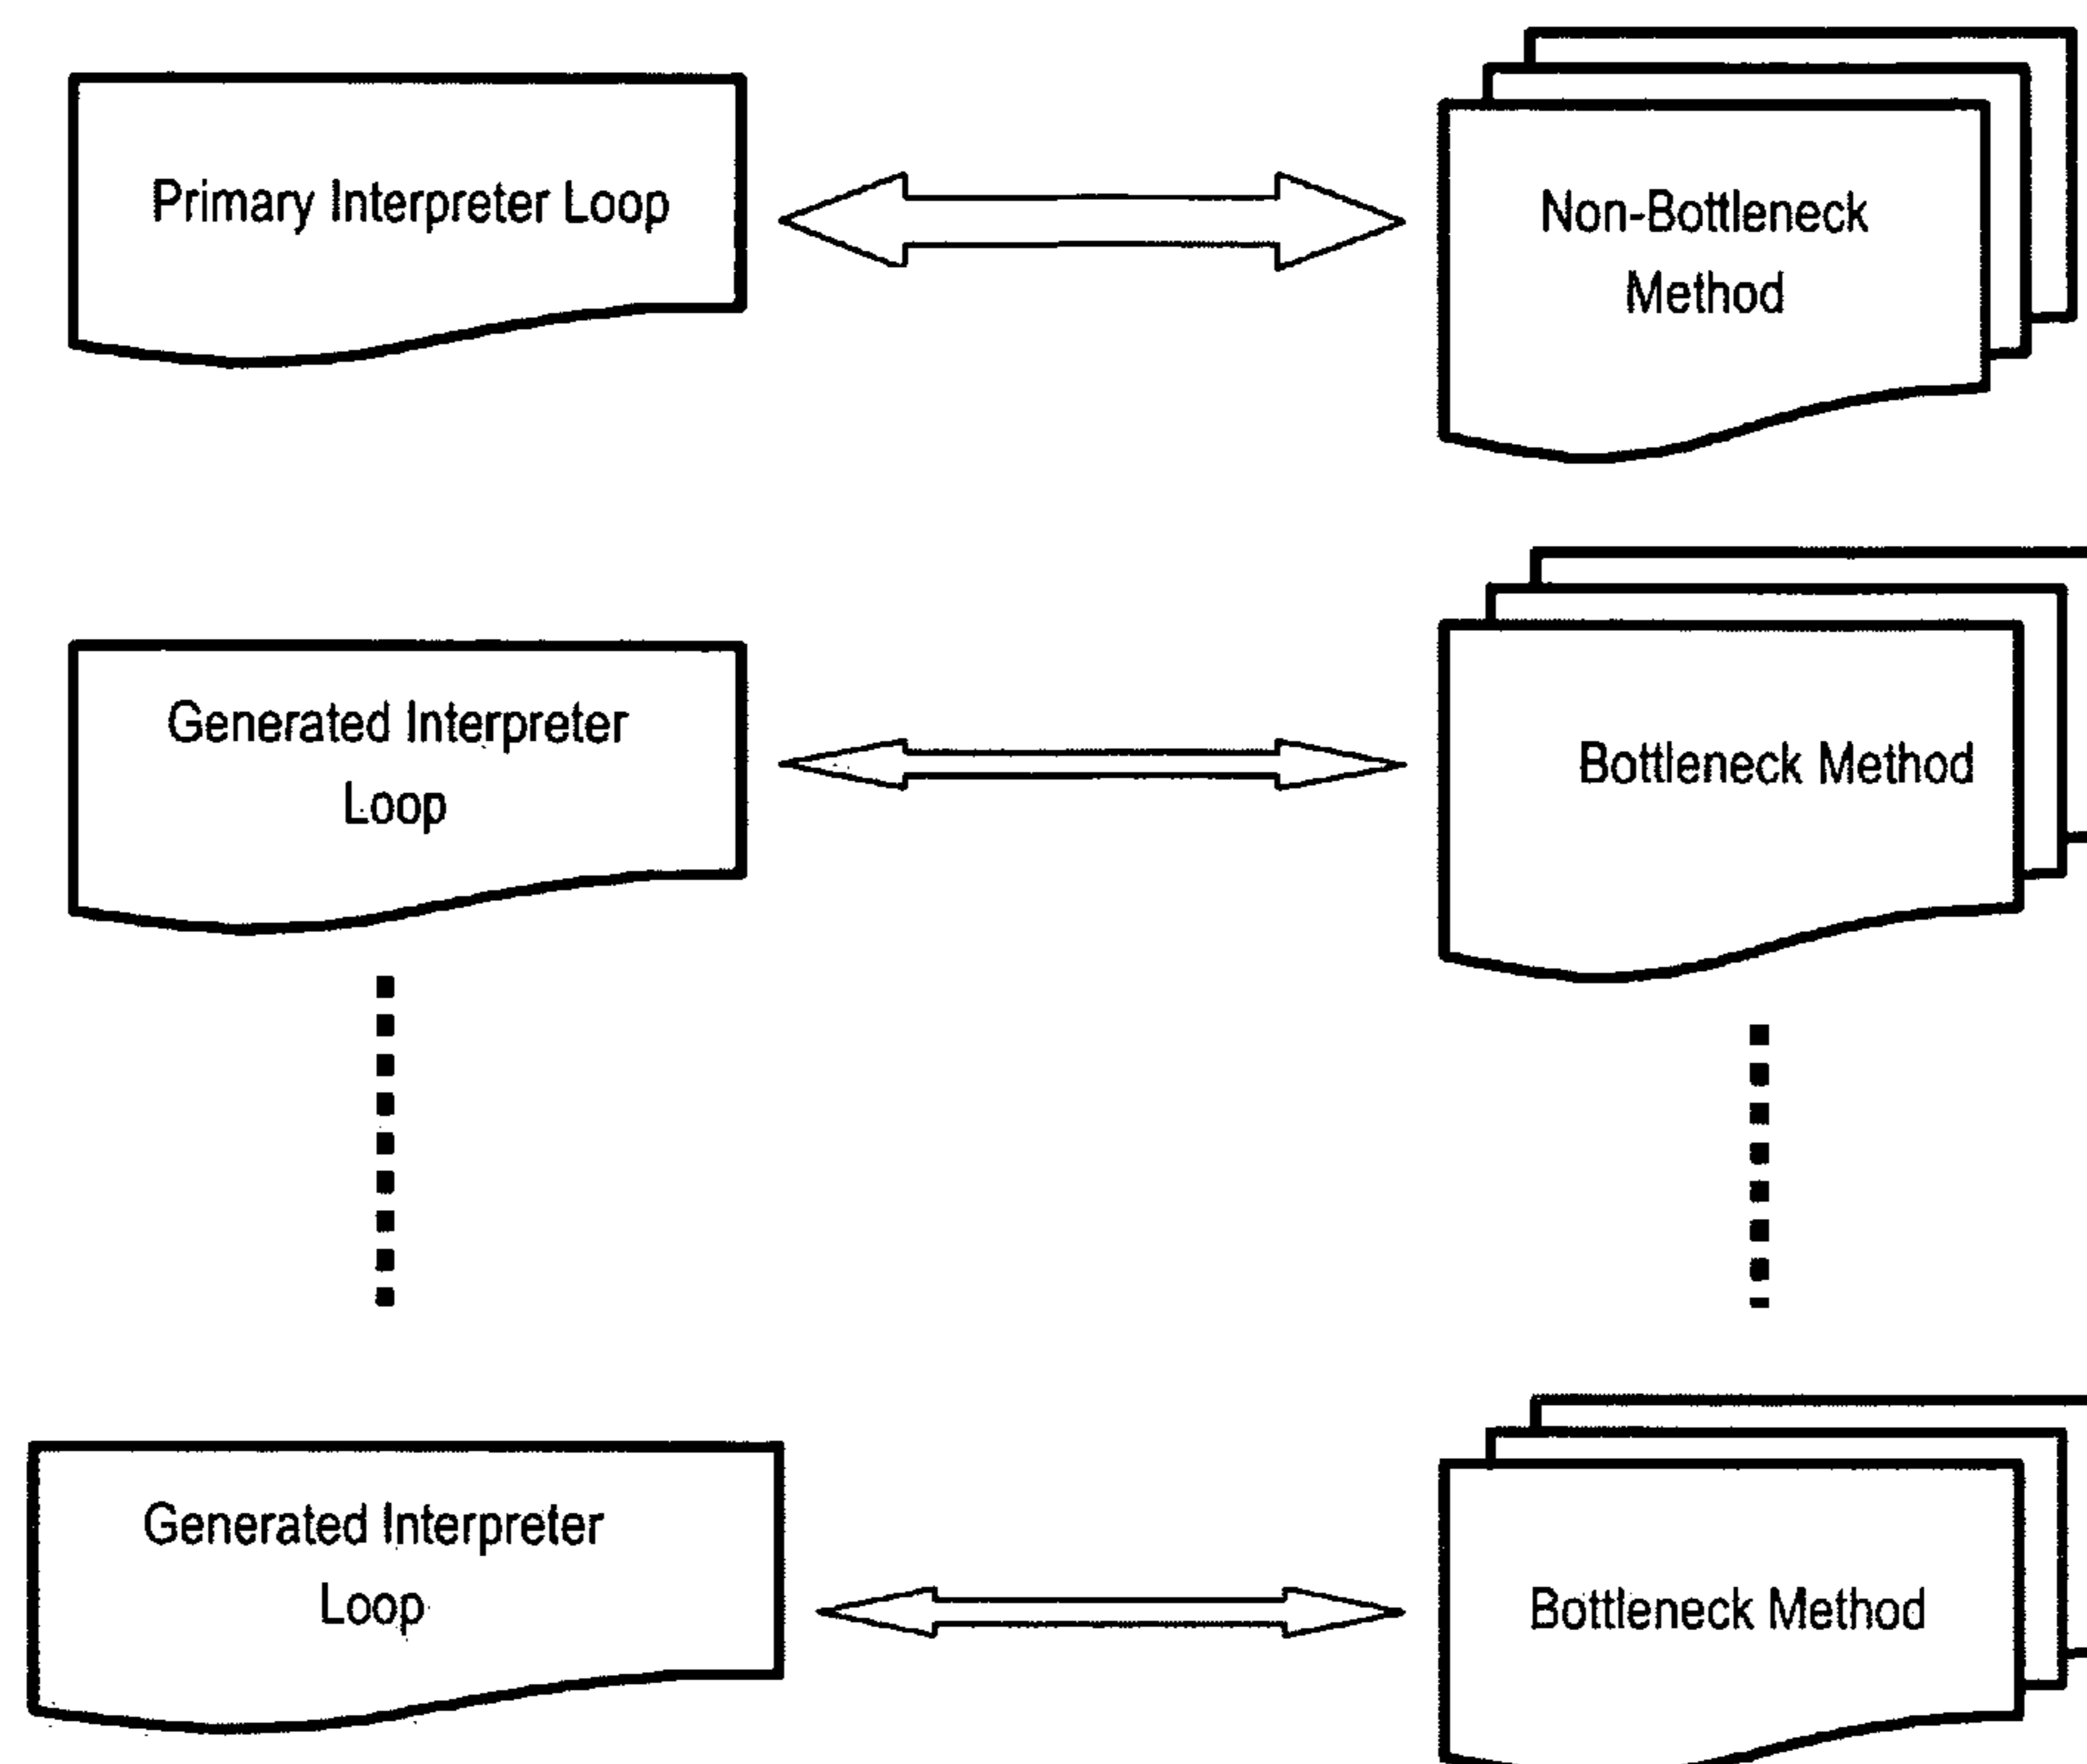 Primary Interpreter Loop
Non-Bottleneck
Method
Generated Interpreter
Loop
Bottleneck Method
Generated Interpreter
Loop
Bottleneck Method